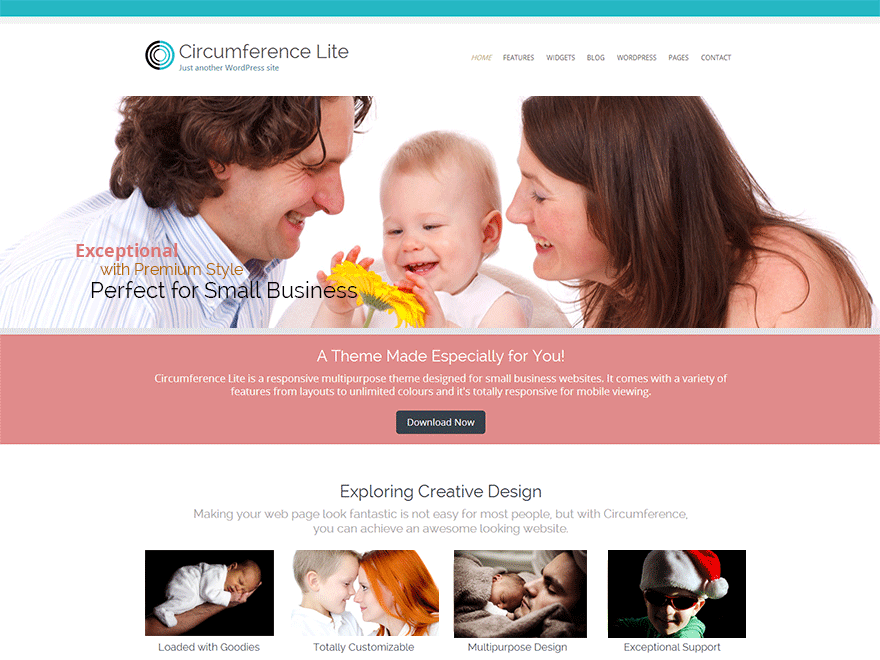 Circumference Lite
Just another WordPress site
HOME FEATURES WIDGETS BLOG WORDPRESS PAGES CONTACT
Exceptional
with Premium Style
Perfect for Small Business
A Theme Made Especially for You!
Circumference Lite is a responsive multipurpose theme designed for small business websites. It comes with a variety of
features from layouts to unlimited colours and it's totally responsive for mobile viewing.
Download Now
Exploring Creative Design
Making your web page look fantastic is not easy for most people, but with Circumference,
you can achieve an awesome looking website.
Loaded with Goodies
Totally Customizable
Multipurpose Design
Exceptional Support